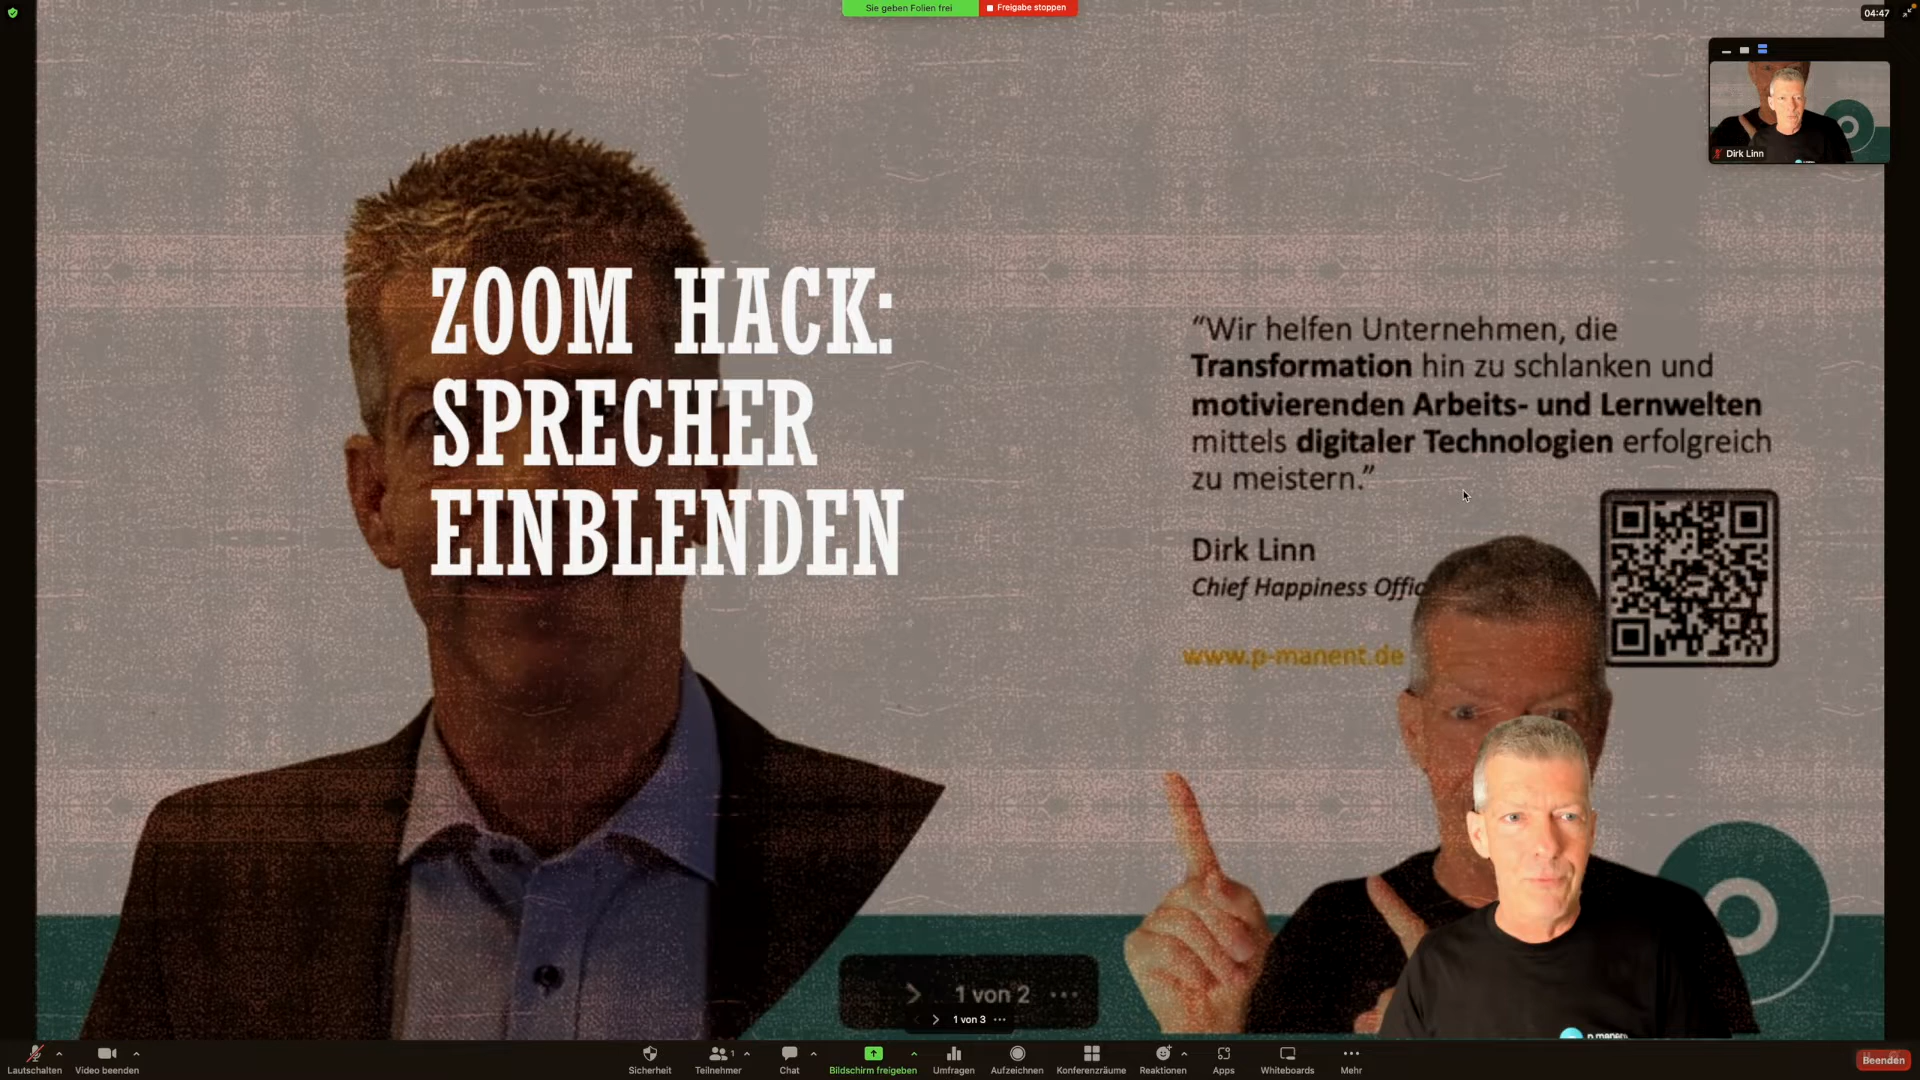 Sie geben Folien frei
Freigabe stoppen
04:47
Dirk Linn
ZOOM HACK:
SPRECHER
EINBLENDEN
“Wir helfen Unternehmen, die
Transformation hin zu schlanken und
motivierenden Arbeits- und Lernwelten
mittels digitaler Technologien erfolgreich
zu meistern.”
Dirk Linn
Chief Happiness
www.p-manent.de
1 von 2
1 von 3
Lautschalten
Video beenden
Sicherheit
Teilnehmer
1
Chat
Bildschirm freigeben
Umfragen
Aufzeichnen
Konferenzräume
Reaktionen
Apps
Whiteboards
Mehr
Beenden